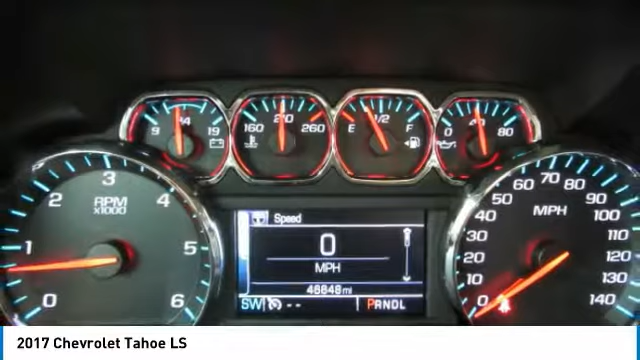 9 14 19
160 210 260
E 1/2 F
0 40 80
0 1 2 3 4 5 6
RPM
x1000
Speed
0
MPH
SW -- PRNDL
0 10 20 30 40 50 60 70 80 90 100 110 120 130 140
MPH
2017 Chevrolet Tahoe LS